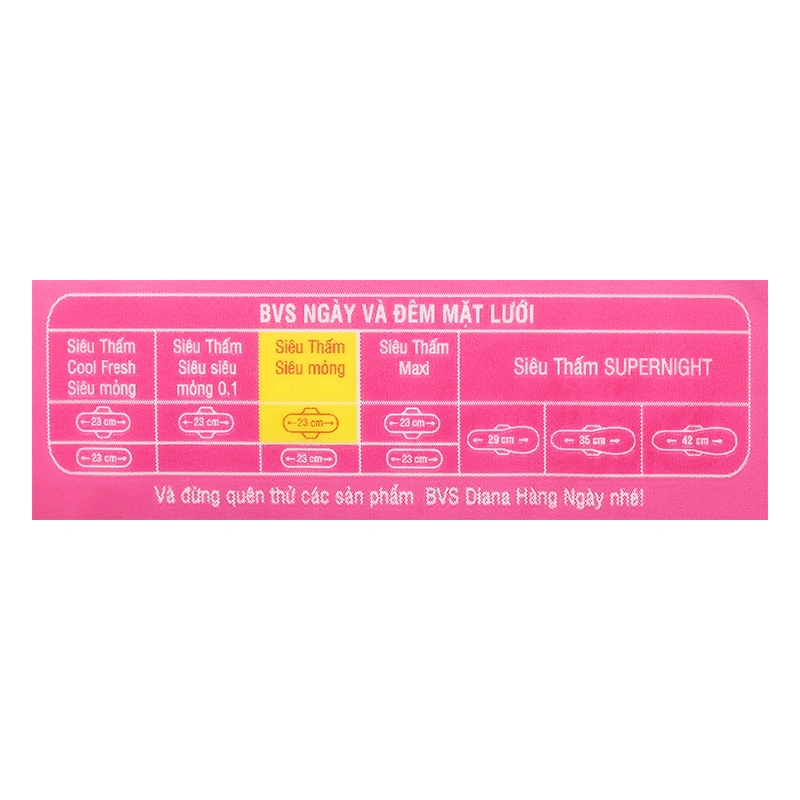 BVS NGÀY VÀ ĐÊM MẶT LƯỚI
Siêu Thấm
Cool Fresh
Siêu mỏng
Siêu Thấm
Siêu siêu
mỏng 0.1
Siêu Thấm
Siêu mỏng
Siêu Thấm
Maxi
Siêu Thấm SUPERNIGHT
23 cm
23 cm
23 cm
23 cm
29 cm
35 cm
42 cm
23 cm
23 cm
23 cm
Và đừng quên thử các sản phẩm BVS Diana Hàng Ngày nhé!